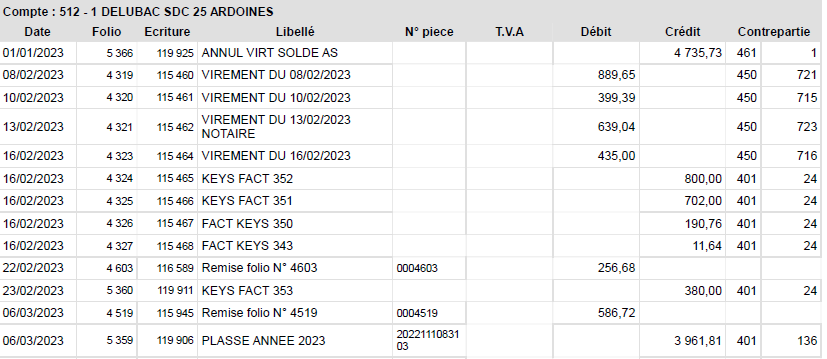 Compte : 512 - 1 DELUBAC SDC 25 ARDOINES
Date Folio Ecriture Libellé N° piece T.V.A Débit Crédit Contrepartie
01/01/2023 5 366 119 925 ANNUL VIRT SOLDE AS 4 735,73 461 1
08/02/2023 4 319 115 460 VIREMENT DU 08/02/2023 889,65 450 721
10/02/2023 4 320 115 461 VIREMENT DU 10/02/2023 399,39 450 715
13/02/2023 4 321 115 462 VIREMENT DU 13/02/2023 NOTAIRE 639,04 450 723
16/02/2023 4 323 115 464 VIREMENT DU 16/02/2023 435,00 450 716
16/02/2023 4 324 115 465 KEYS FACT 352 800,00 401 24
16/02/2023 4 325 115 466 KEYS FACT 351 702,00 401 24
16/02/2023 4 326 115 467 FACT KEYS 350 190,76 401 24
16/02/2023 4 327 115 468 FACT KEYS 343 11,64 401 24
22/02/2023 4 603 116 589 Remise folio N° 4603 0004603 256,68
23/02/2023 5 360 119 911 KEYS FACT 353 380,00 401 24
06/03/2023 4 519 115 945 Remise folio N° 4519 0004519 586,72
06/03/2023 5 359 119 906 PLASSE ANNEE 2023 20221110831 03 3 961,81 401 136